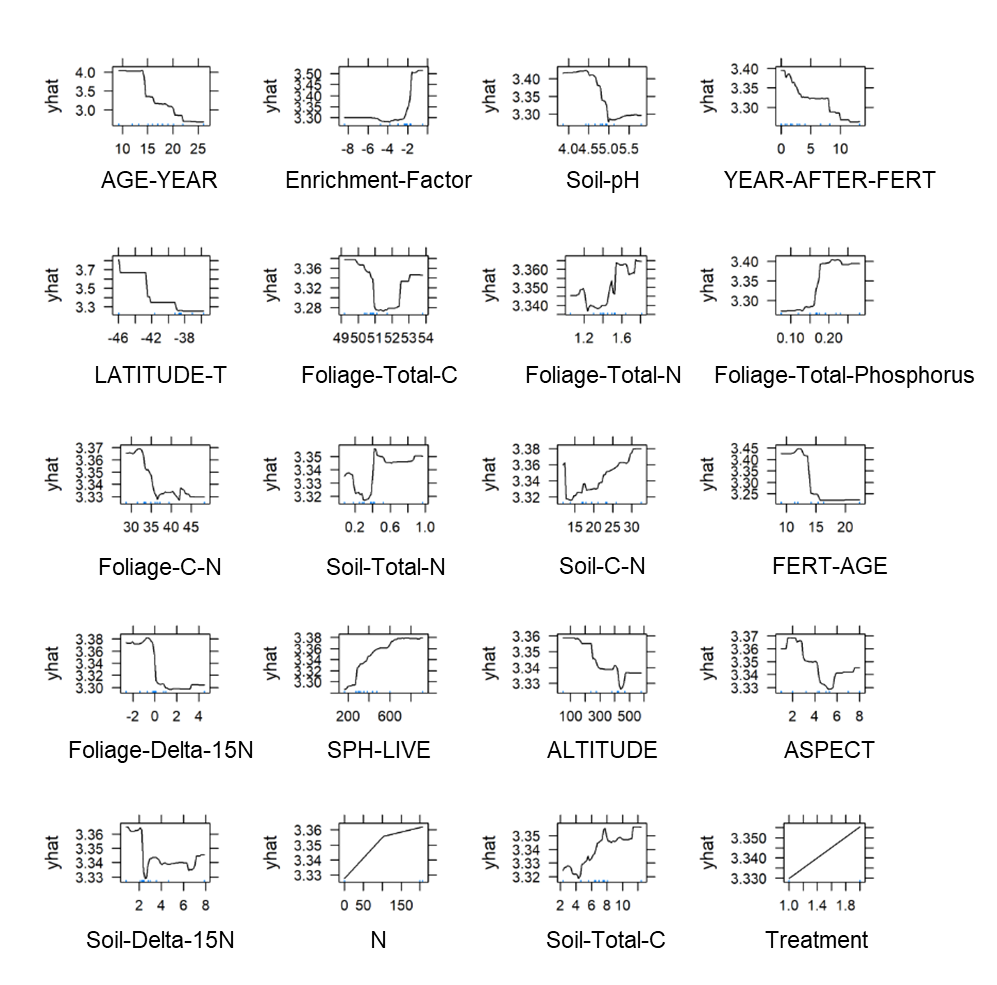 yhat 4.0 3.0 10 15 20 25 AGE-YEAR
yhat 3.50 3.45 3.40 3.35 3.30 -8 -6 -4 -2 Enrichment-Factor
yhat 3.40 3.35 3.30 4.04.55.05.5 Soil-pH
yhat 3.40 3.30 0 5 10 YEAR-AFTER-FERT
yhat 3.7 3.5 3.3 -46 -42 -38 LATITUDE-T
yhat 3.36 3.32 3.28 495051525354 Foliage-Total-C
yhat 3.360 3.350 3.340 1.2 1.6 Foliage-Total-N
yhat 3.40 3.35 3.30 0.10 0.20 Foliage-Total-Phosphorus
yhat 3.37 3.36 3.35 3.34 3.33 30 35 40 45 Foliage-C-N
yhat 3.35 3.34 3.33 3.32 0.2 0.6 1.0 Soil-Total-N
yhat 3.38 3.36 3.34 3.32 15 20 25 30 Soil-C-N
yhat 3.45 3.40 3.35 3.30 3.25 10 15 20 FERT-AGE
yhat 3.38 3.36 3.34 3.32 3.30 -2 0 2 4 Foliage-Delta-15N
yhat 3.38 3.36 3.34 3.32 3.30 200 600 SPH-LIVE
yhat 3.36 3.35 3.34 3.33 100 300 500 ALTITUDE
yhat 3.37 3.36 3.35 3.34 3.33 2 4 6 8 ASPECT
yhat 3.36 3.35 3.34 3.33 2 4 6 8 Soil-Delta-15N
yhat 3.36 3.35 3.34 3.33 0 50 150 N
yhat 3.35 3.34 3.33 3.32 2 4 6 8 10 Soil-Total-C
yhat 3.350 3.340 3.330 1.0 1.4 1.8 Treatment